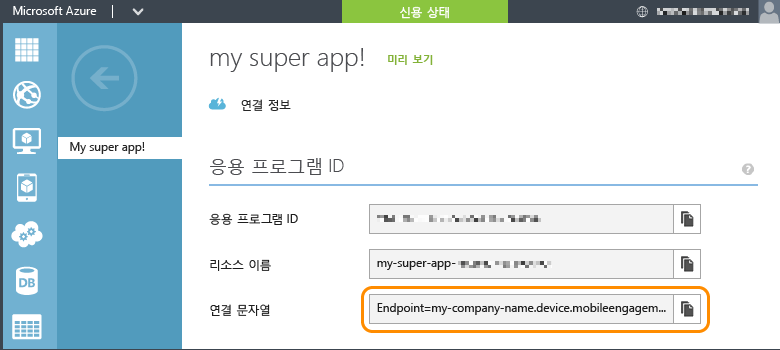 Microsoft Azure
신용 상태
my super app!
미리 보기
연결 정보
My super app!
응용 프로그램 ID
?
응용 프로그램 ID
리소스 이름
my-super-app-
연결 문자열
Endpoint=my-company-name.device.mobileengagem...
DB